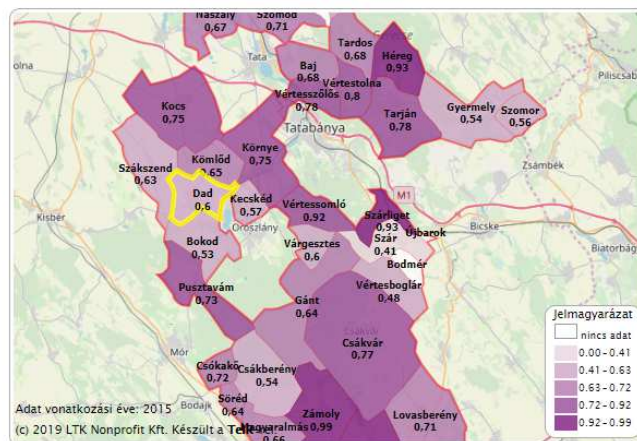 Naszály
0,67
Szomód
0,71
Tardos
0,68
Héreg
0,93
Baj
0,68
Vértestolna
0,8
Vértesszőlős
0,78
Tata
Tatabánya
Tarján
0,78
Gyermely
0,54
Szomor
0,56
Piliscsab
Zsámbék
Kocs
0,75
Környe
0,75
Kömlőd
0,65
Szákszend
0,63
Dad
0,6
Kecskéd
0,57
Oroszlány
Kisbér
Bokod
0,53
Vértessomló
0,92
Várgesztes
0,6
M1
Szárliget
0,93
Szár
0,41
Újbarok
Bodmér
Bicske
Biatorbág
Vértesboglár
0,48
Pusztavám
0,73
Gánt
0,64
Csákvár
0,77
Mór
Csókakő
0,72
Csákberény
0,54
Söréd
0,64
Bodajk
Magyaralmás
0,66
Zámoly
0,99
Lovasberény
0,71
Jelmagyarázat
nincs adat
0.00-0.41
0.41-0.63
0.63-0.72
0.72-0.92
0.92-0.99
Adat vonatkozási éve: 2015
(c) 2019 LTK Nonprofit Kft. Készült a